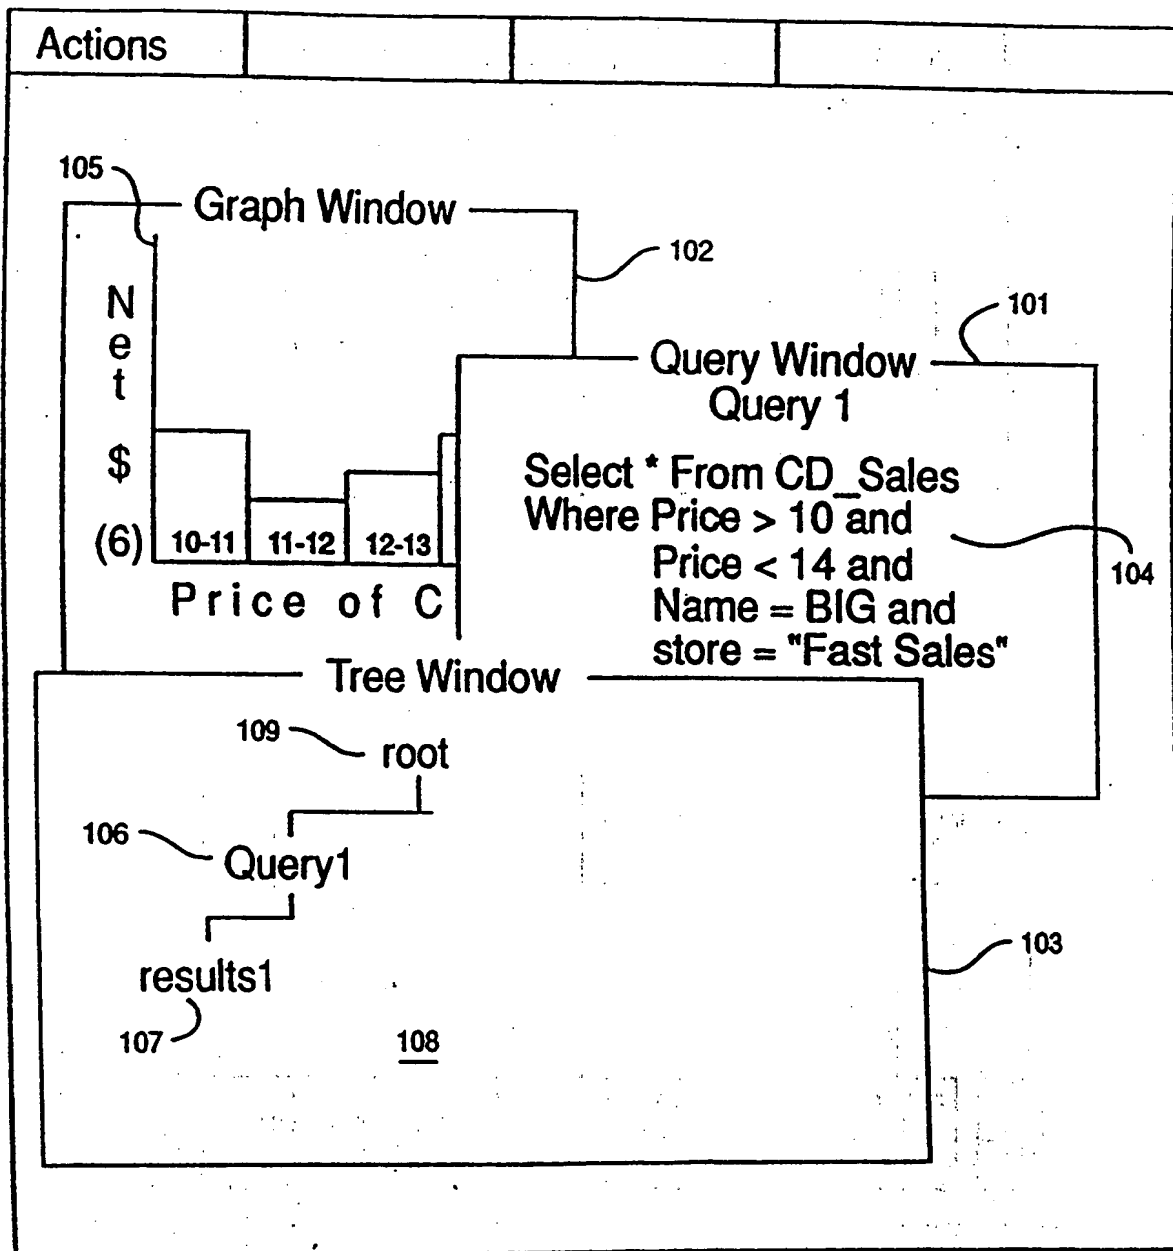 Actions
105
Graph Window
102
101
Net
$
(6)
10-11 11-12 12-13
Price of C
Query Window
Query 1
Select * From CD_Sales
Where Price > 10 and
Price < 14 and
Name = BIG and
store = "Fast Sales"
104
Tree Window
109
root
106
Query1
results1
107
108
103